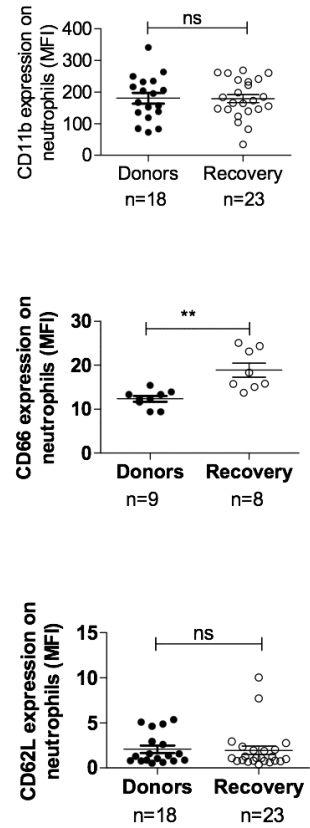 CD11b expression on
neutrophils (MFI)
ns
400
300
200
100
0
Donors Recovery
n=18 n=23
CD66 expression on
neutrophils (MFI)
**
30
20
10
0
Donors Recovery
n=9 n=8
CD62L expression on
neutrophils (MFI)
ns
15
10
5
0
Donors Recovery
n=18 n=23